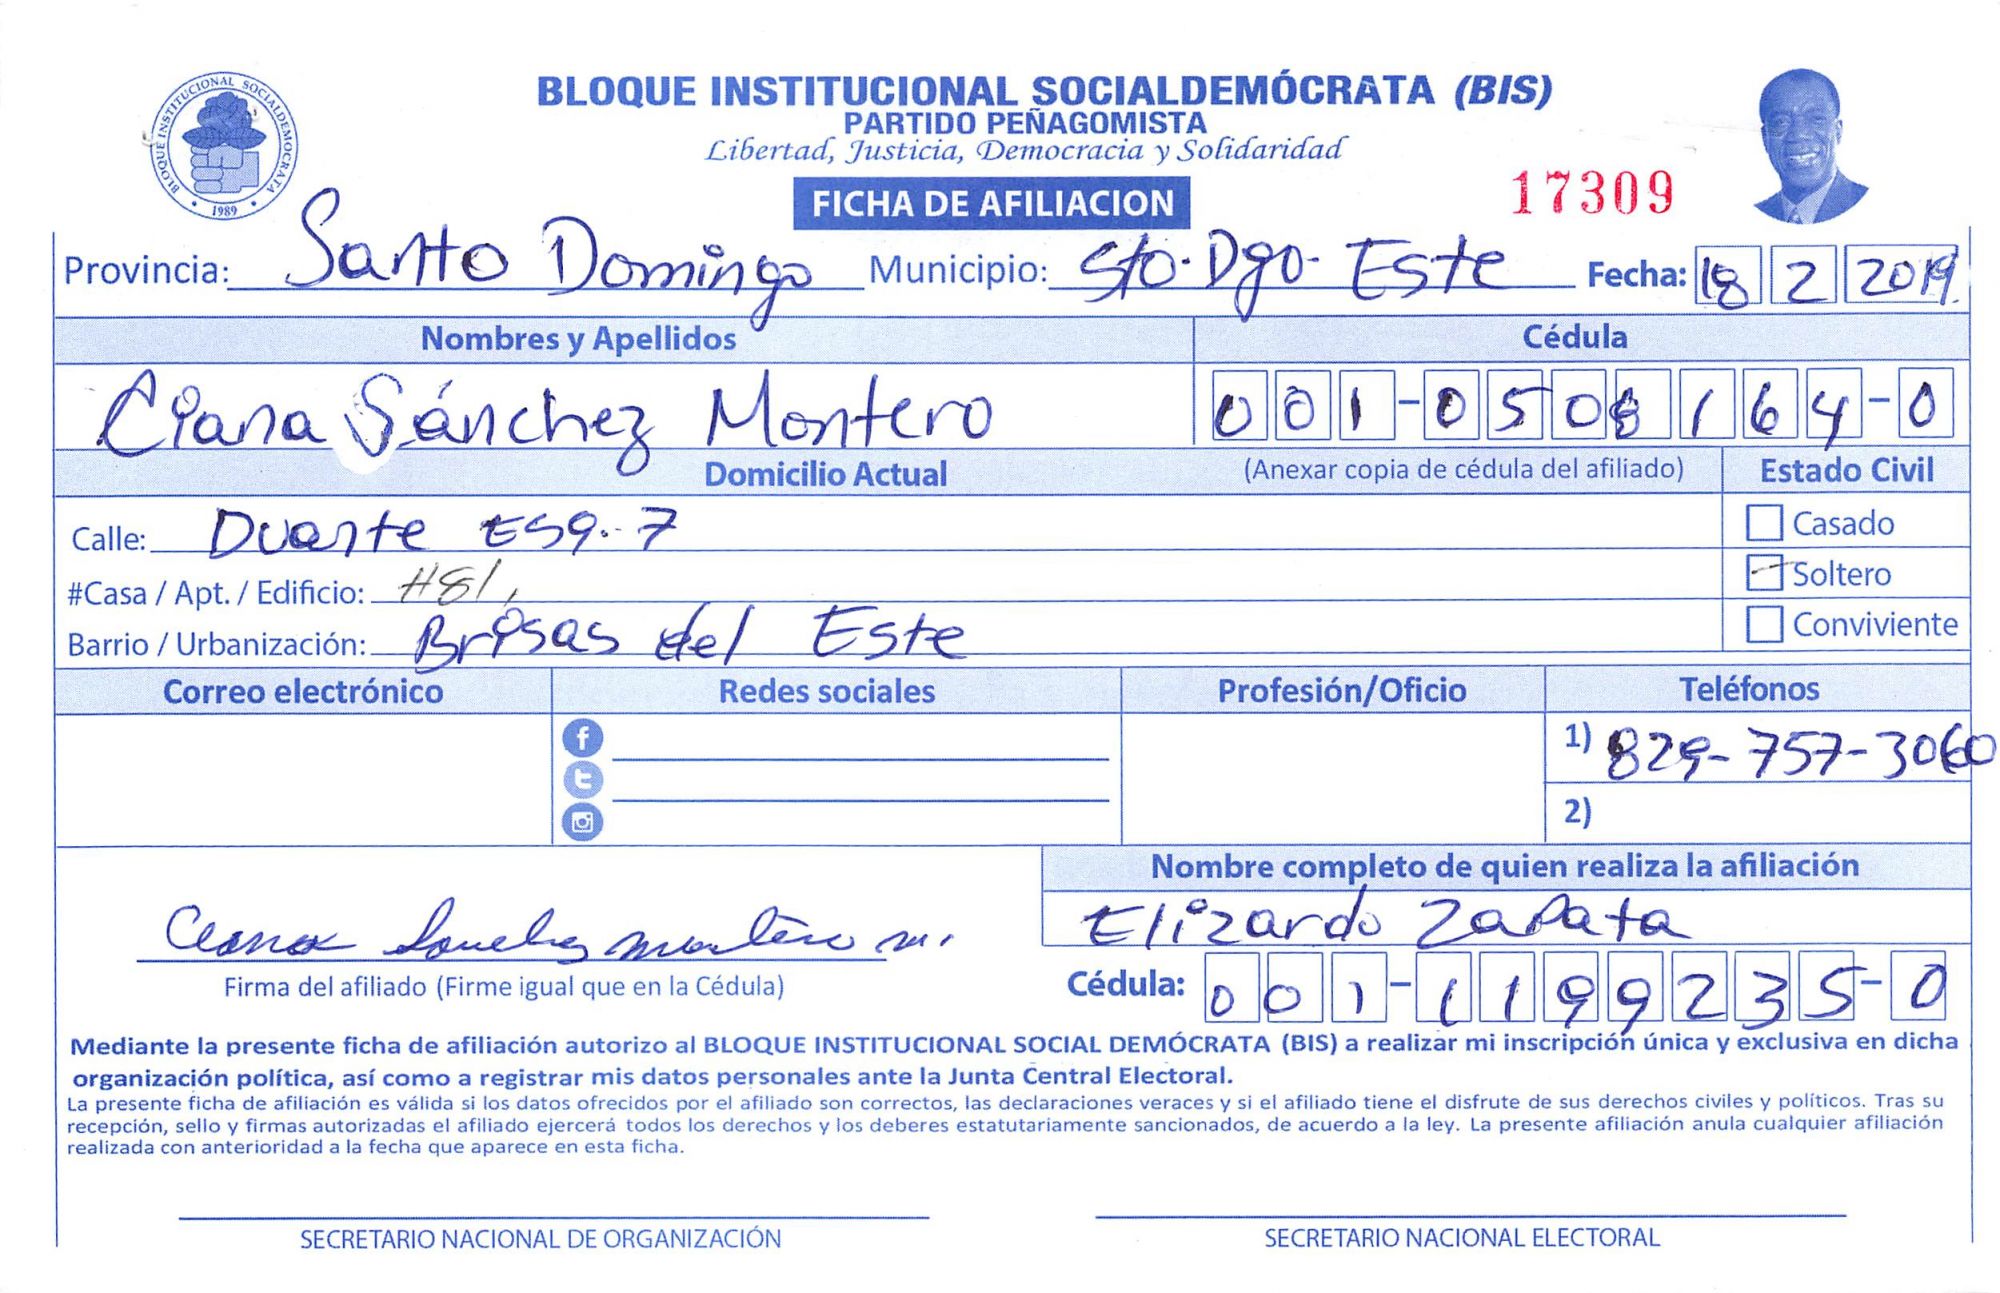 BLOQUE INSTITUCIONAL SOCIALDEMOCRATA
1989
BLOQUE INSTITUCIONAL SOCIALDEMÓCRATA (BIS)
PARTIDO PEÑAGOMISTA
Libertad, Justicia, Democracia y Solidaridad
FICHA DE AFILIACION
17309
Provincia: Santo Domingo Municipio: Sto. Dgo. Este Fecha: 18 2 2019
Nombres y Apellidos Cédula
Ciana Sánchez Montero 001-0508164-0
Domicilio Actual (Anexar copia de cédula del afiliado) Estado Civil
Calle: Duarte ESq. 7 Casado
#Casa / Apt. / Edificio: #81, Soltero
Barrio / Urbanización: Brisas del Este Conviviente
Correo electrónico Redes sociales Profesión/Oficio Teléfonos
1) 829-757-3060
2)
Nombre completo de quien realiza la afiliación
Elizardo Zapata
Ciana Sanchez Montero m.
Firma del afiliado (Firme igual que en la Cédula) Cédula: 001-1199235-0
Mediante la presente ficha de afiliación autorizo al BLOQUE INSTITUCIONAL SOCIAL DEMÓCRATA (BIS) a realizar mi inscripción única y exclusiva en dicha
organización política, así como a registrar mis datos personales ante la Junta Central Electoral.
La presente ficha de afiliación es válida si los datos ofrecidos por el afiliado son correctos, las declaraciones veraces y si el afiliado tiene el disfrute de sus derechos civiles y políticos. Tras su
recepción, sello y firmas autorizadas el afiliado ejercerá todos los derechos y los deberes estatutariamente sancionados, de acuerdo a la ley. La presente afiliación anula cualquier afiliación
realizada con anterioridad a la fecha que aparece en esta ficha.
SECRETARIO NACIONAL DE ORGANIZACIÓN SECRETARIO NACIONAL ELECTORAL